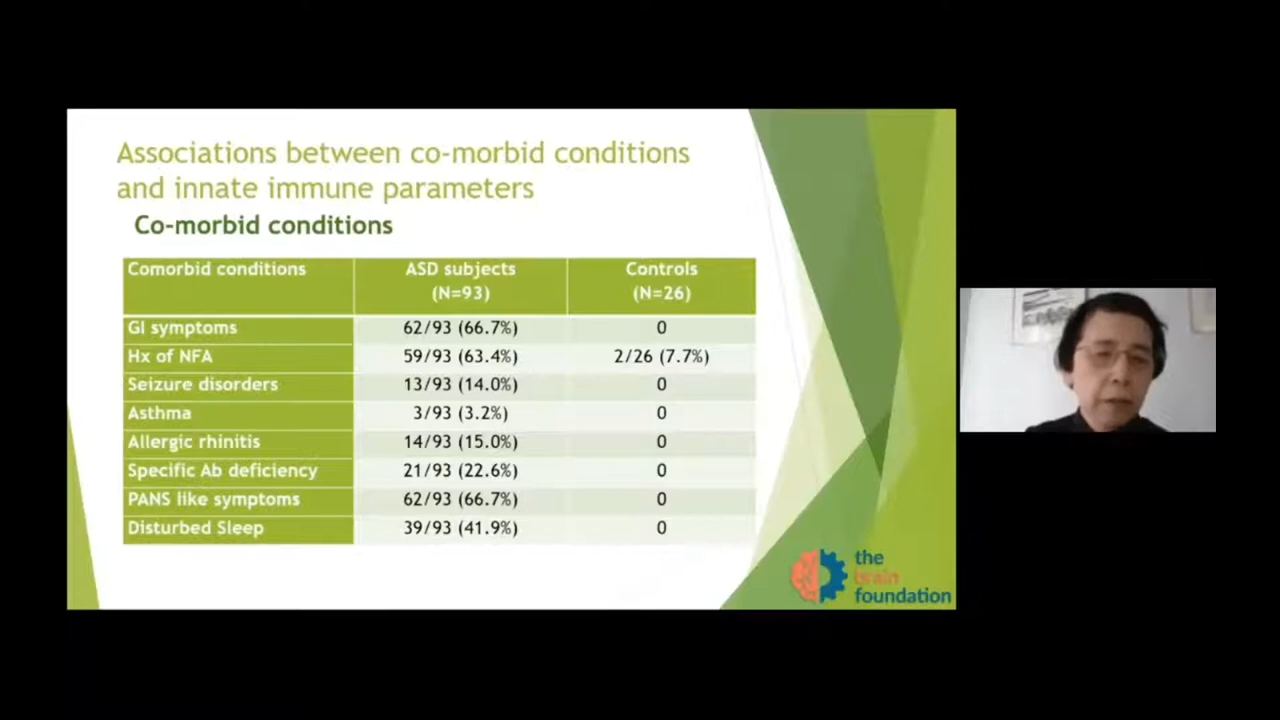 Associations between co-morbid conditions
and innate immune parameters
Co-morbid conditions
Comorbid conditions ASD subjects (N=93) Controls (N=26)
GI symptoms 62/93 (66.7%) 0
Hx of NFA 59/93 (63.4%) 2/26 (7.7%)
Seizure disorders 13/93 (14.0%) 0
Asthma 3/93 (3.2%) 0
Allergic rhinitis 14/93 (15.0%) 0
Specific Ab deficiency 21/93 (22.6%) 0
PANS like symptoms 62/93 (66.7%) 0
Disturbed Sleep 39/93 (41.9%) 0
the
brain
foundation